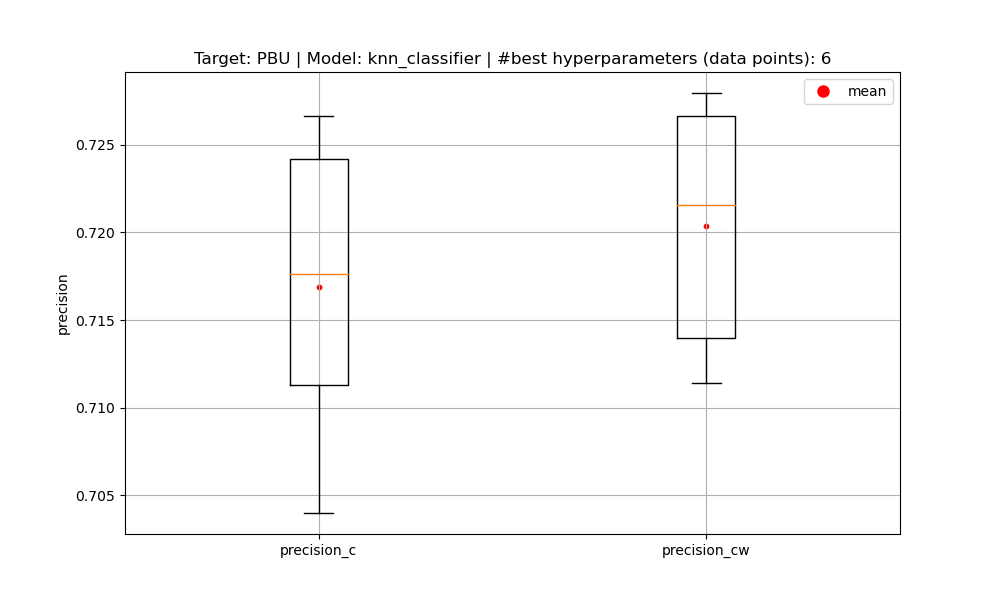 Target: PBU | Model: knn_classifier | #best hyperparameters (data points): 6
mean
0.725
0.720
0.715
0.710
0.705
precision
precision_c
precision_cw